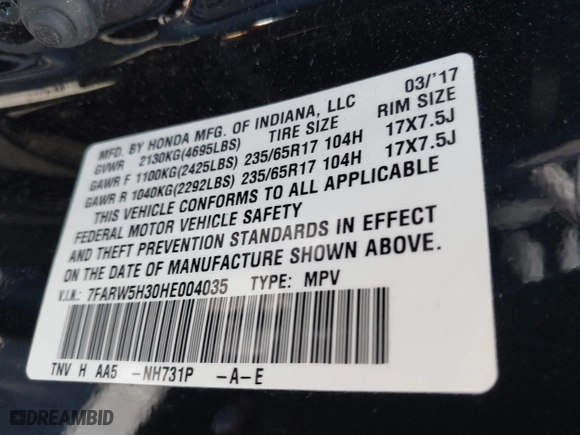 MFD. BY HONDA MFG. OF INDIANA, LLC 03/'17
GVWR 2130KG(4695LBS) TIRE SIZE RIM SIZE
GAWR F 1100KG(2425LBS) 235/65R17 104H 17X7.5J
GAWR R 1040KG(2292LBS) 235/65R17 104H 17X7.5J
THIS VEHICLE CONFORMS TO ALL APPLICABLE
FEDERAL MOTOR VEHICLE SAFETY
AND THEFT PREVENTION STANDARDS IN EFFECT
ON THE DATE OF MANUFACTURE SHOWN ABOVE.
V.I.N.: 7FARW5H30HE004035 TYPE: MPV
TNV H AA5 -NH731P -A-E
DREAMBID